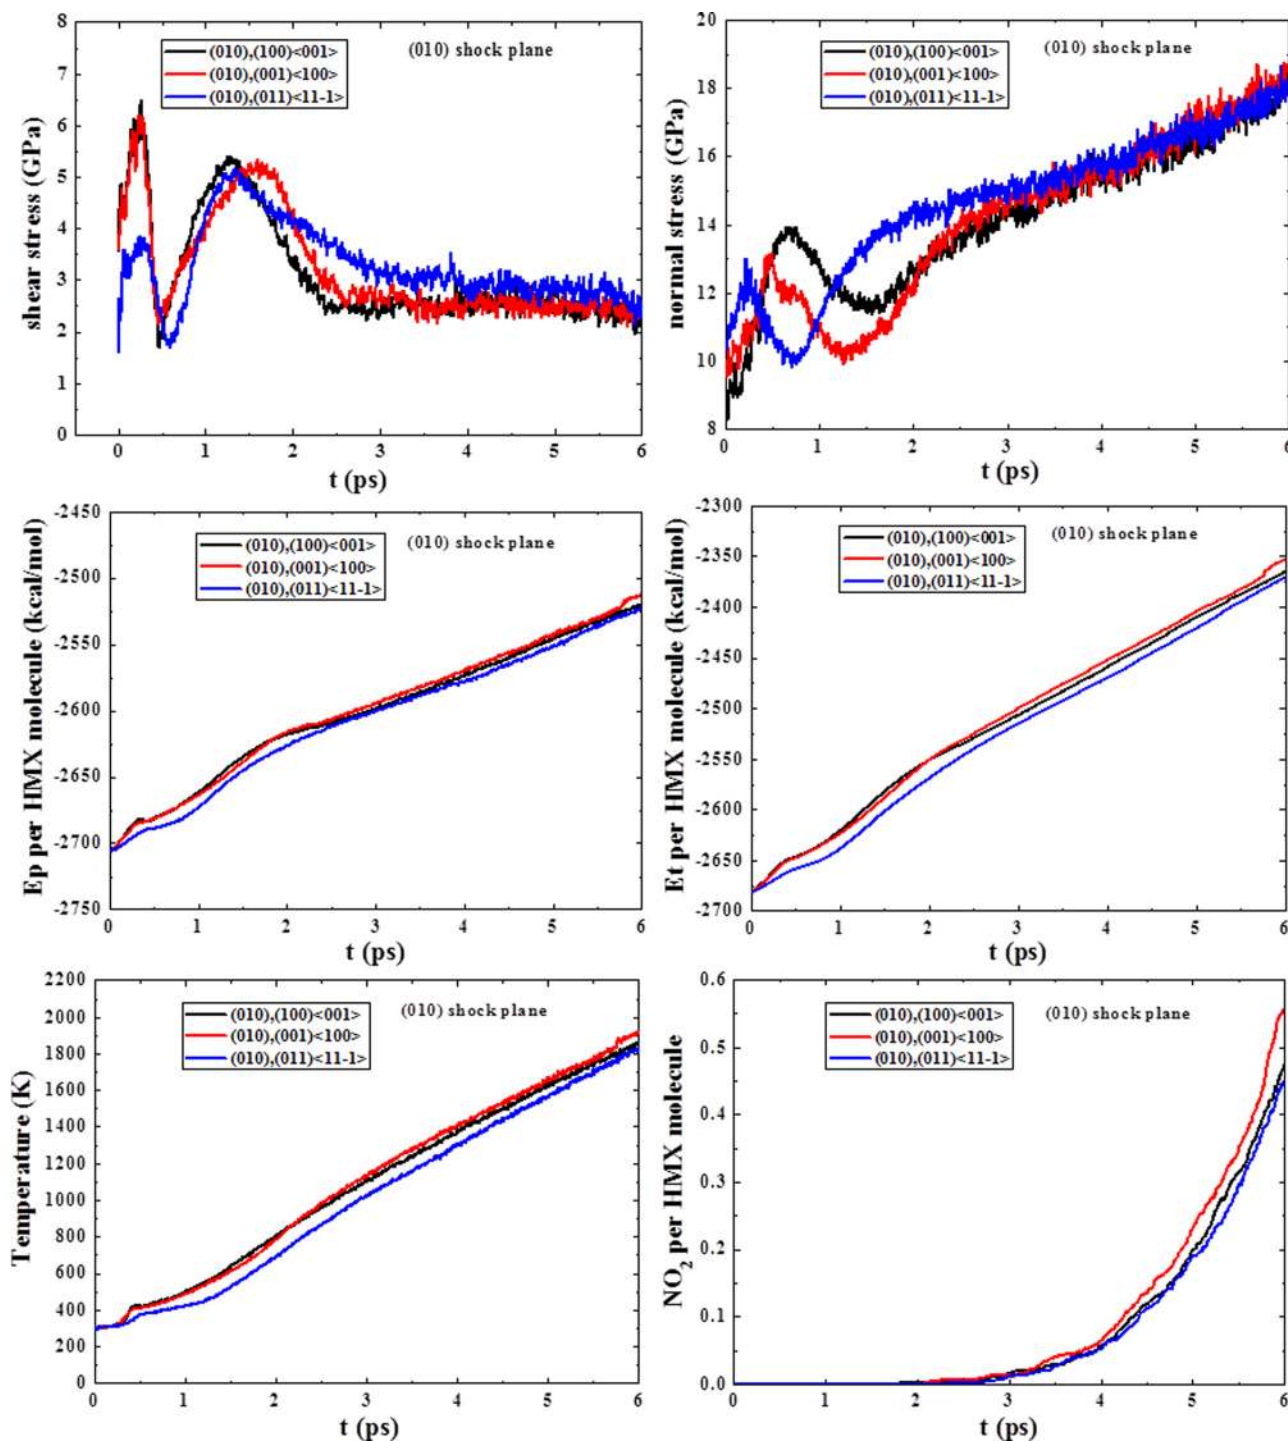 8
7
6
5
4
3
2
1
0
shear stress (GPa)
(010),(100)<001>
(010),(001)<100>
(010),(011)<11-1>
(010) shock plane
0 1 2 3 4 5 6
t (ps)
20
18
16
14
12
10
8
normal stress (GPa)
(010),(100)<001>
(010),(001)<100>
(010),(011)<11-1>
(010) shock plane
0 1 2 3 4 5 6
t (ps)
-2450
-2500
-2550
-2600
-2650
-2700
-2750
Ep per HMX molecule (kcal/mol)
(010),(100)<001>
(010),(001)<100>
(010),(011)<11-1>
(010) shock plane
0 1 2 3 4 5 6
t (ps)
-2300
-2350
-2400
-2450
-2500
-2550
-2600
-2650
-2700
Et per HMX molecule (kcal/mol)
(010),(100)<001>
(010),(001)<100>
(010),(011)<11-1>
(010) shock plane
0 1 2 3 4 5 6
t (ps)
2200
2000
1800
1600
1400
1200
1000
800
600
400
200
0
Temperature (K)
(010),(100)<001>
(010),(001)<100>
(010),(011)<11-1>
(010) shock plane
0 1 2 3 4 5 6
t (ps)
0.6
0.5
0.4
0.3
0.2
0.1
0.0
NO2 per HMX molecule
(010),(100)<001>
(010),(001)<100>
(010),(011)<11-1>
(010) shock plane
0 1 2 3 4 5 6
t (ps)